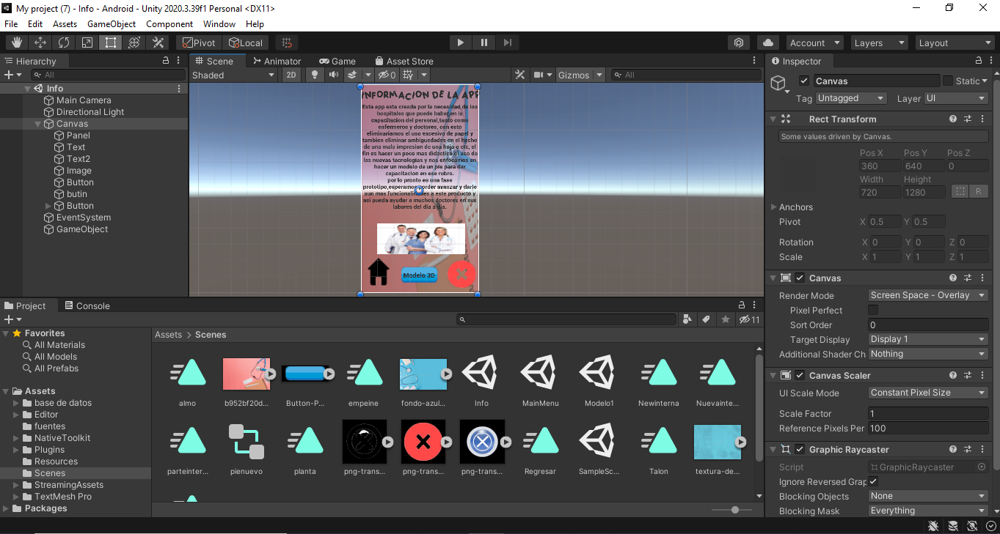 My project (7) - Info - Android - Unity 2020.3.39f1 Personal <DX11>
File Edit Assets GameObject Component Window Help
Pivot Local Account Layers Layout
Hierarchy
All
Info
Main Camera
Directional Light
Canvas
Panel
Text
Text2
Image
Button
butin
Button
EventSystem
GameObject
Scene Animator Game Asset Store
Shaded 2D 0 Gizmos All
INFORMACION DE LA APP
Esta app esta creada por la necesidad de los
hospitales que puede haber en la
capacitacion del personal,tanto como
enfermeros y doctores, con esto
eliminariamos el uso excesivo de papel y
tambien eliminar ambiguedades en el hecho
de una mala impresion de una hoja o etc, el
fin es hacer un poco mas didactico el uso de
las nuevas tecnologias y nos enfocamos en
hacer un modelo de un pie para dar
capacitacion en ese rubro.
por lo pronto es una fase
prototipo,esperamos poder avanzar y darle
aun mas funcionalidades a este producto y
asi pueda ayudar a muchos doctores en sus
labores del dia a dia.
Modelo 3D
Inspector
Canvas Static
Tag Untagged Layer UI
Rect Transform
Some values driven by Canvas.
Pos X Pos Y Pos Z
360 640 0
Width Height
720 1280 R
Anchors
Pivot X 0.5 Y 0.5
Rotation X 0 Y 0 Z 0
Scale X 1 Y 1 Z 1
Canvas
Render Mode Screen Space - Overlay
Pixel Perfect
Sort Order 0
Target Display Display 1
Additional Shader Ch Nothing
Canvas Scaler
UI Scale Mode Constant Pixel Size
Scale Factor 1
Reference Pixels Per 100
Graphic Raycaster
Script GraphicRaycaster
Ignore Reversed Grap
Blocking Objects None
Blocking Mask Everything
Project Console
11
Favorites
All Materials
All Models
All Prefabs
Assets
base de datos
Editor
fuentes
NativeToolkit
Plugins
Resources
Scenes
StreamingAssets
TextMesh Pro
Packages
Assets > Scenes
almo b952bf20d... Button-P... empeine fondo-azul... Info MainMenu Modelo1 Newinterna Nuevainte...
parteinter... pienuevo planta png-trans... png-trans... png-trans... Regresar SampleSc... Talon textura-de...